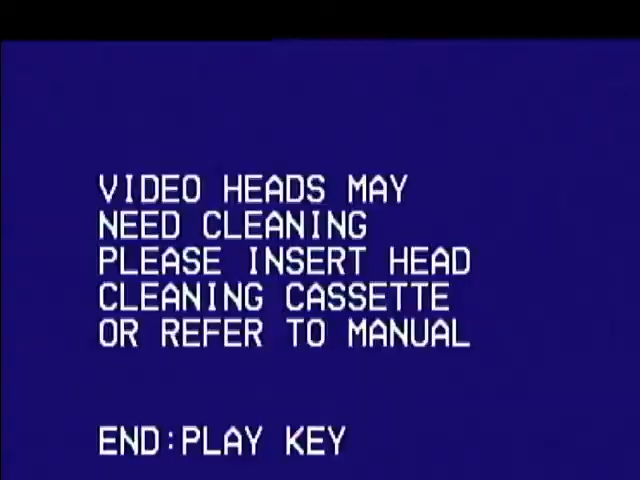 VIDEO HEADS MAY
NEED CLEANING
PLEASE INSERT HEAD
CLEANING CASSETTE
OR REFER TO MANUAL
END:PLAY KEY